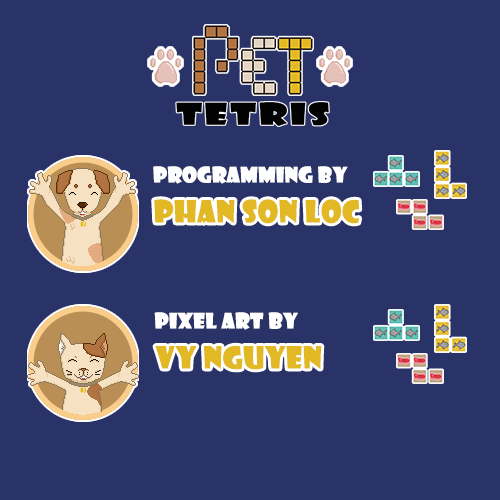 PET
TETRIS
PROGRAMMING BY
PHAN SON LOC
PIXEL ART BY
VY NGUYEN